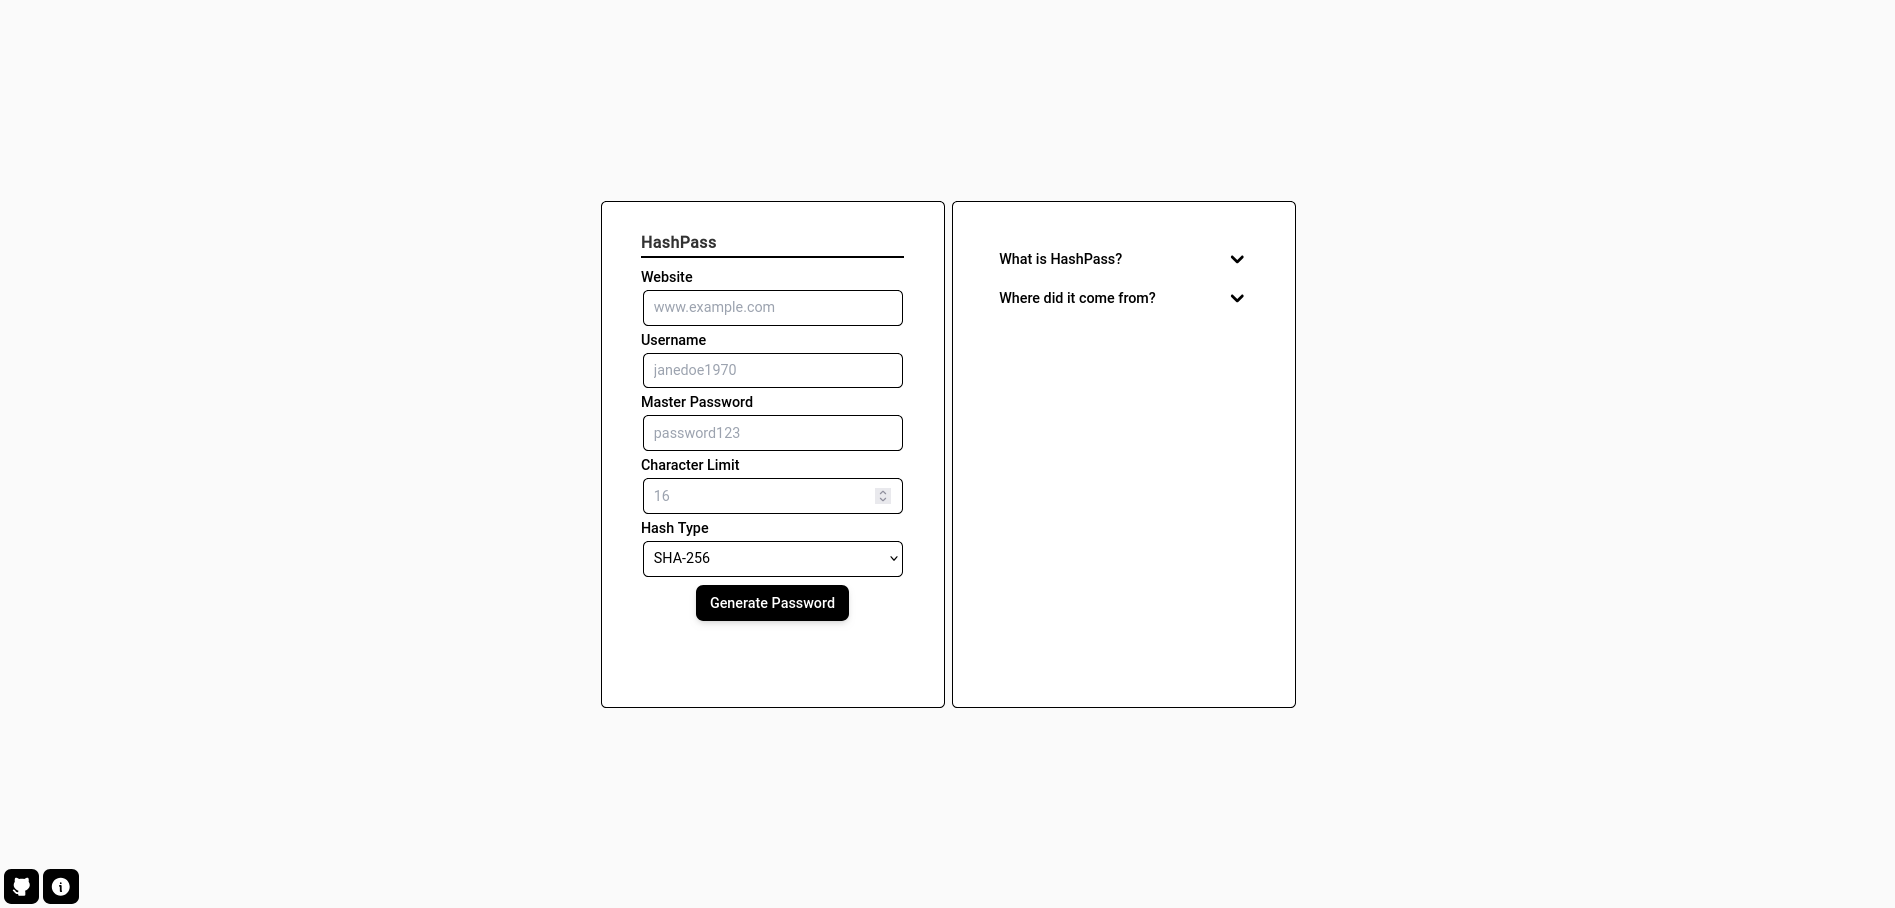 HashPass
Website
www.example.com
Username
janedoe1970
Master Password
password123
Character Limit
16
Hash Type
SHA-256
Generate Password
What is HashPass?
Where did it come from?